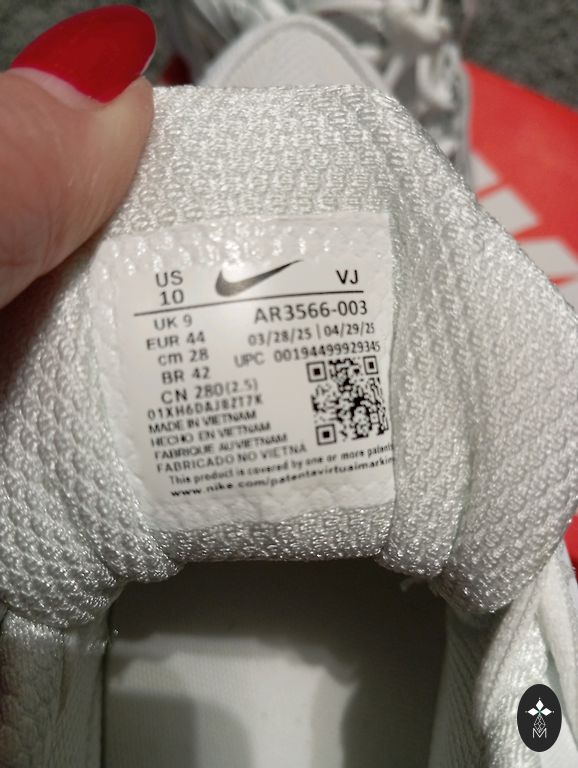 US
10
VJ
UK 9
AR3566-003
EUR 44
03/28/25 | 04/29/25
cm 28
UPC 00194499929345
BR 42
CN 280(2.5)
01XH6DAJ8Z17K
MADE IN VIETNAM
HECHO EN VIETNAM
FABRIQUE AU VIETNAM
FABRICADO NO VIETNA
This product is covered by one or more patents
www.nike.com/patentsvirtualmarkin
M